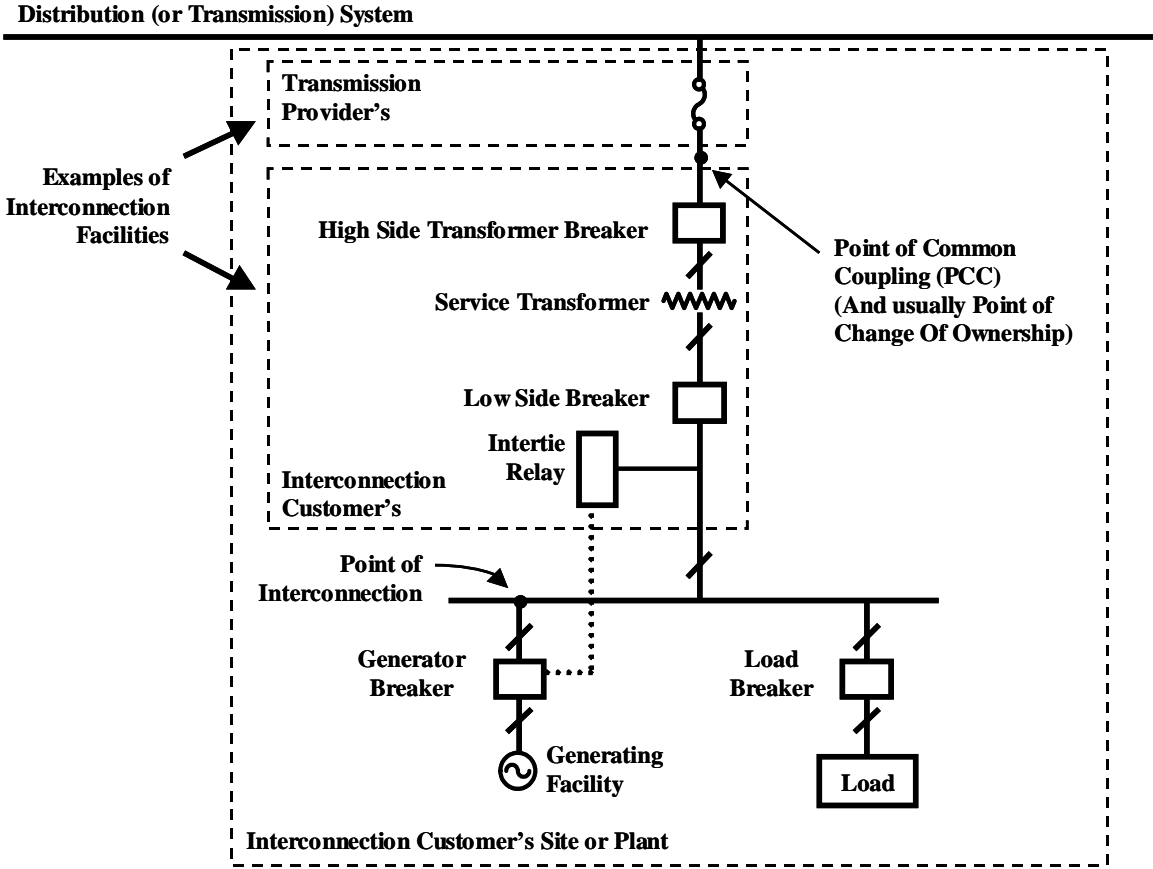 Distribution (or Transmission) System
Transmission
Provider's
Examples of
Interconnection
Facilities
High Side Transformer Breaker
Point of Common
Coupling (PCC)
(And usually Point of
Change Of Ownership)
Service Transformer
Low Side Breaker
Intertie
Relay
Interconnection
Customer's
Point of
Interconnection
Generator
Breaker
Load
Breaker
Generating
Facility
Load
Interconnection Customer's Site or Plant